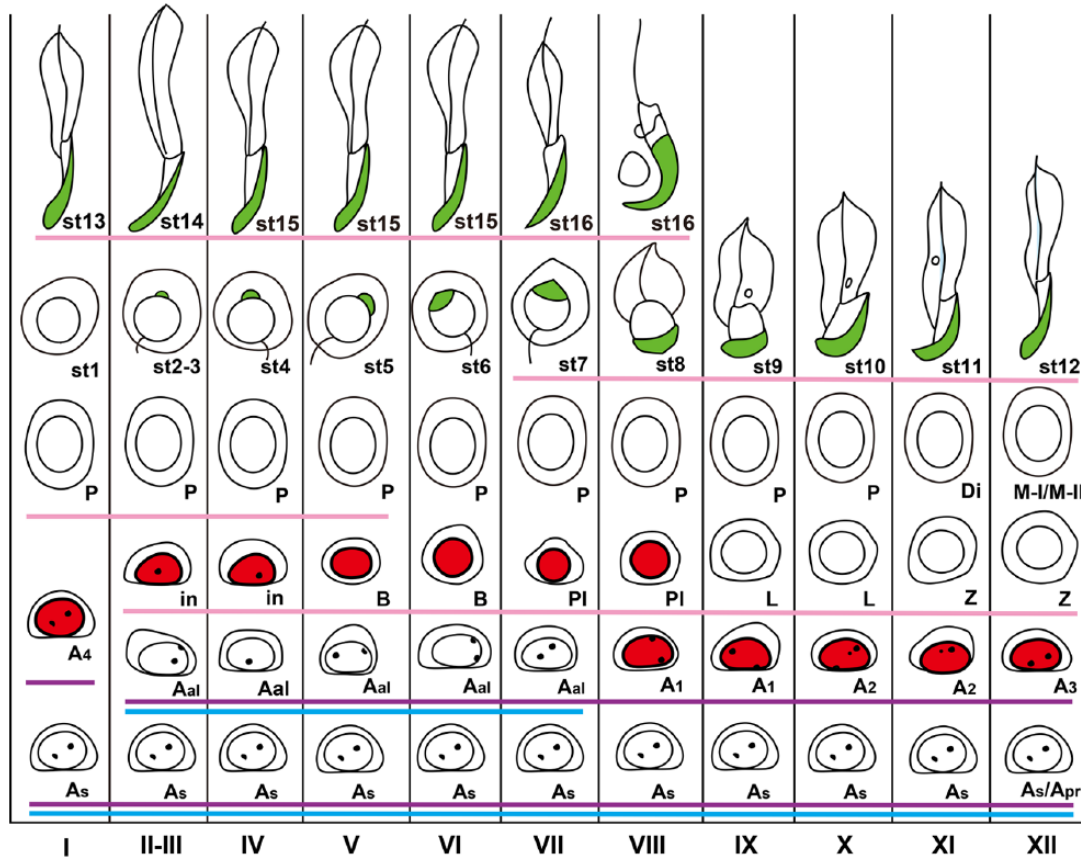 st13 st14 st15 st15 st15 st16 st16
st1 st2-3 st4 st5 st6 st7 st8 st9 st10 st11 st12
P P P P P P P P P Di M-I/M-II
in in B B Pl Pl L L Z Z
A4
Aal Aal Aal Aal Aal A1 A1 A2 A2 A3
As As As As As As As As As As As/Apr
I II-III IV V VI VII VIII IX X XI XII